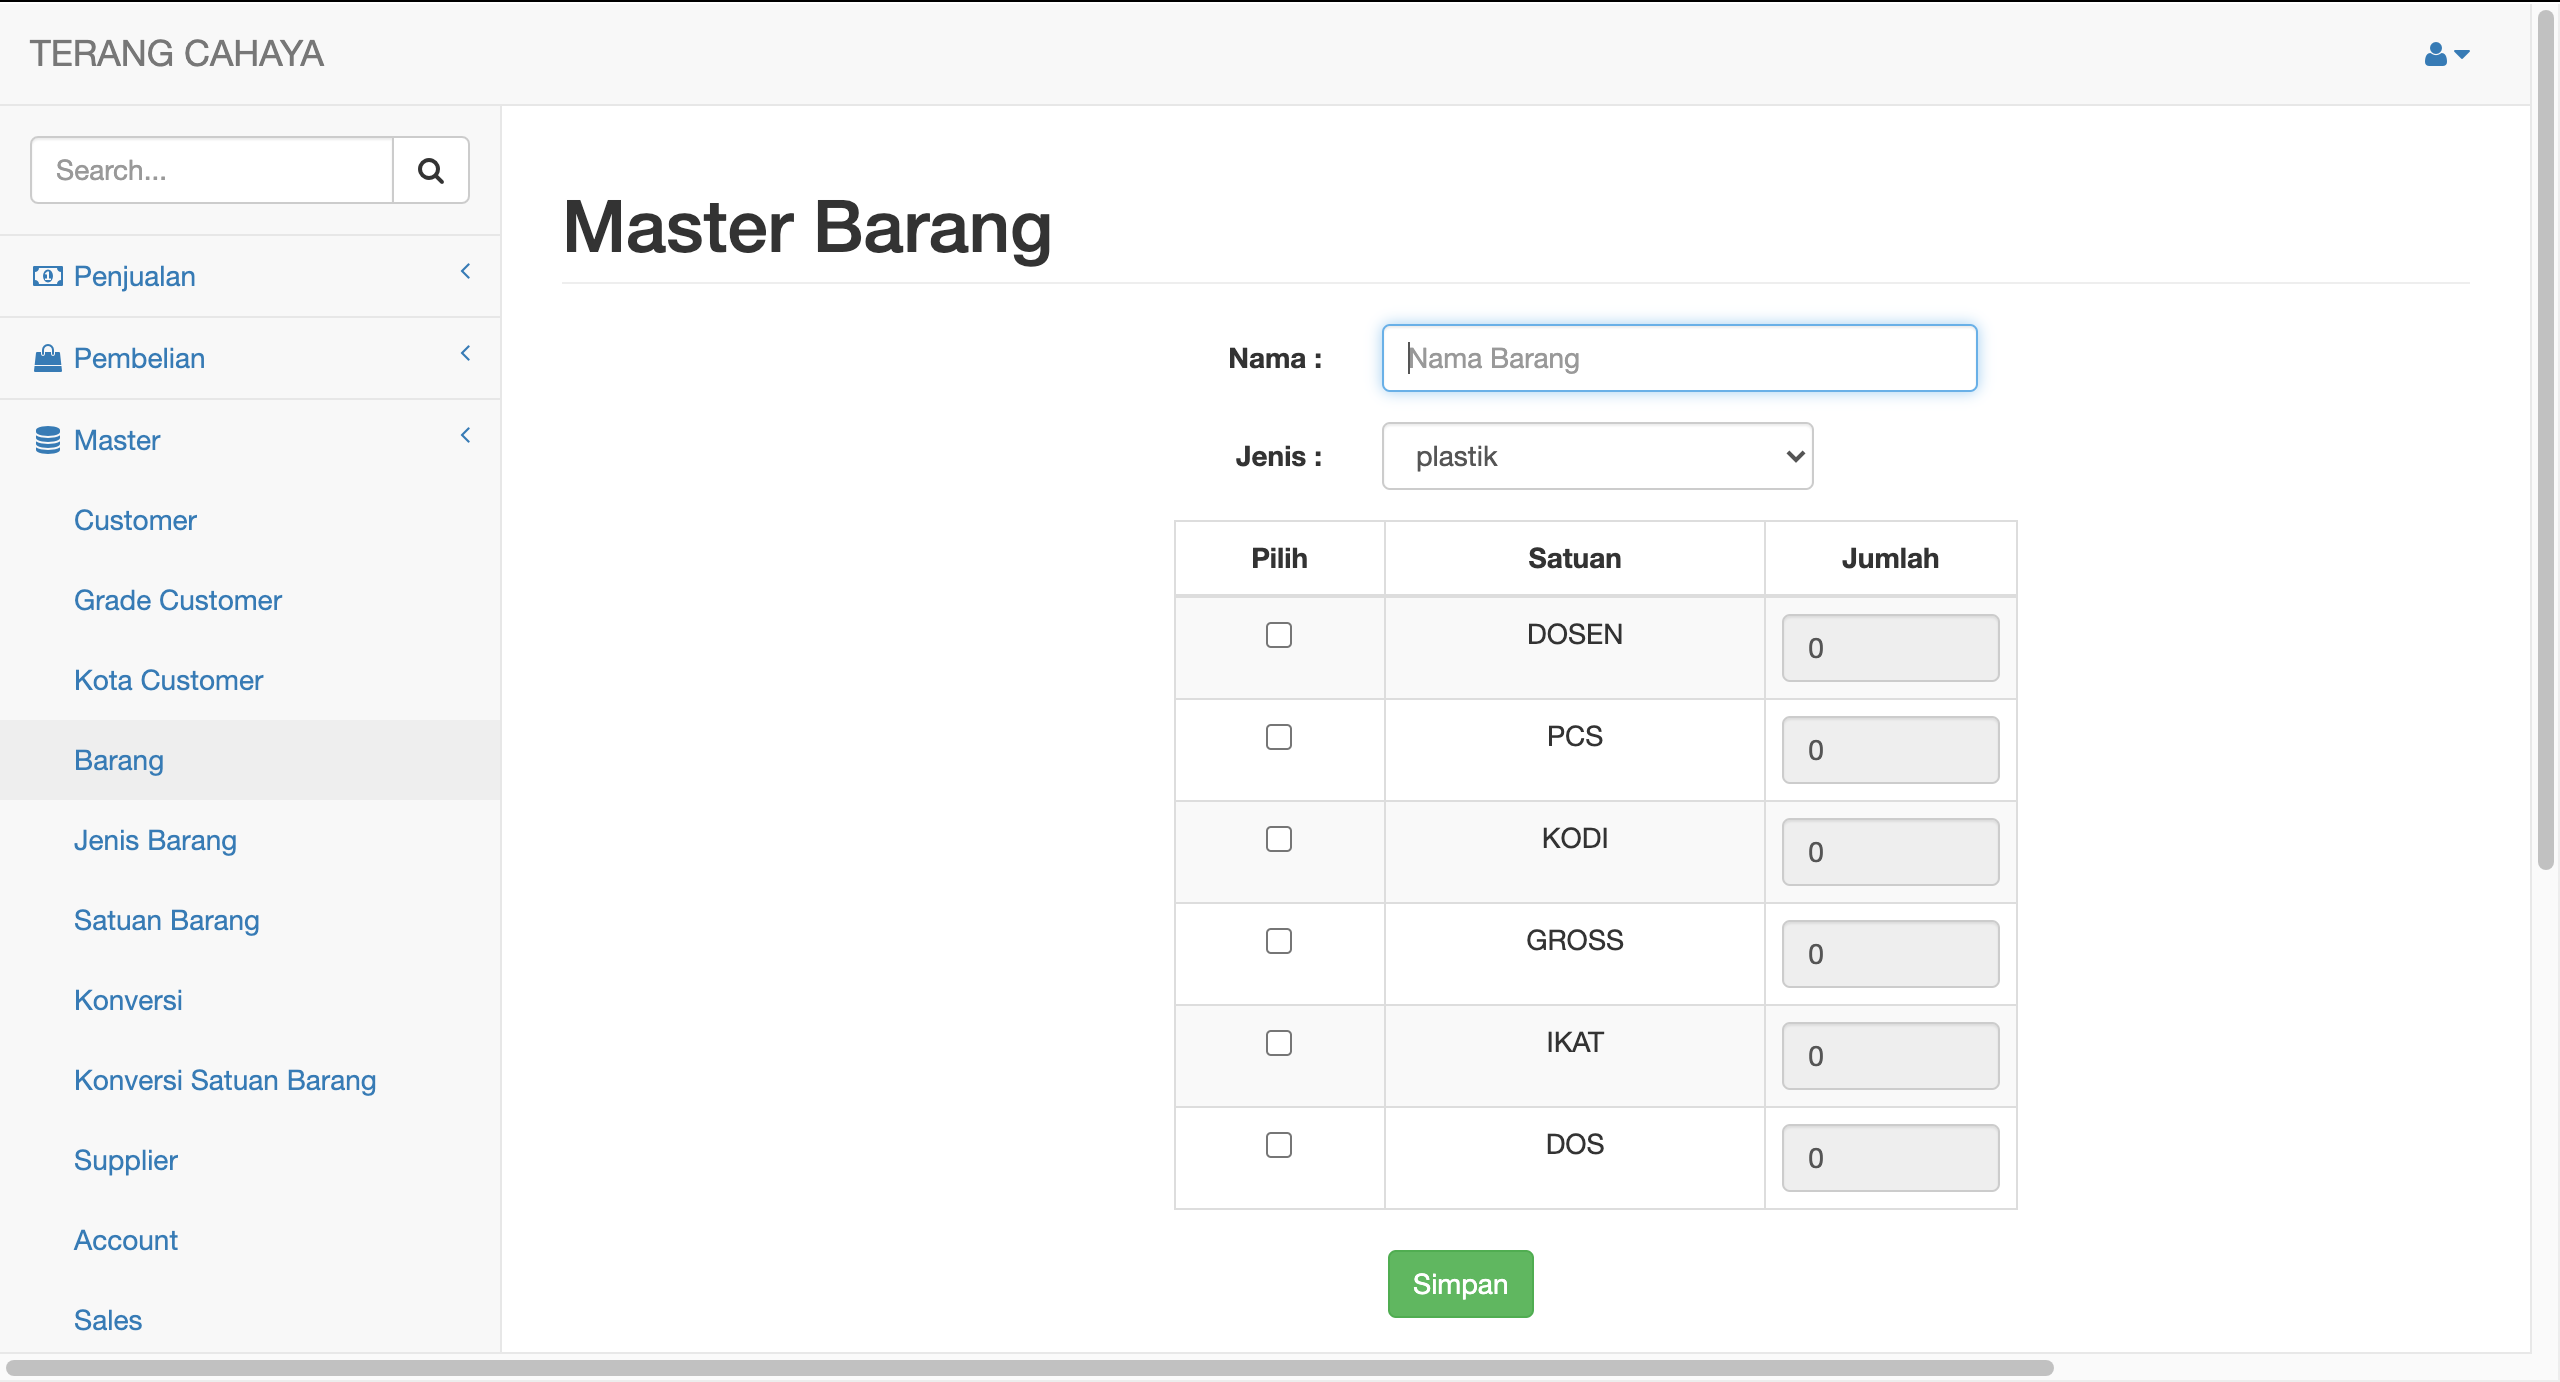 TERANG CAHAYA
Search...
Penjualan
Pembelian
Master
Customer
Grade Customer
Kota Customer
Barang
Jenis Barang
Satuan Barang
Konversi
Konversi Satuan Barang
Supplier
Account
Sales
Master Barang
Nama : Nama Barang
Jenis : plastik
Pilih Satuan Jumlah
DOSEN 0
PCS 0
KODI 0
GROSS 0
IKAT 0
DOS 0
Simpan